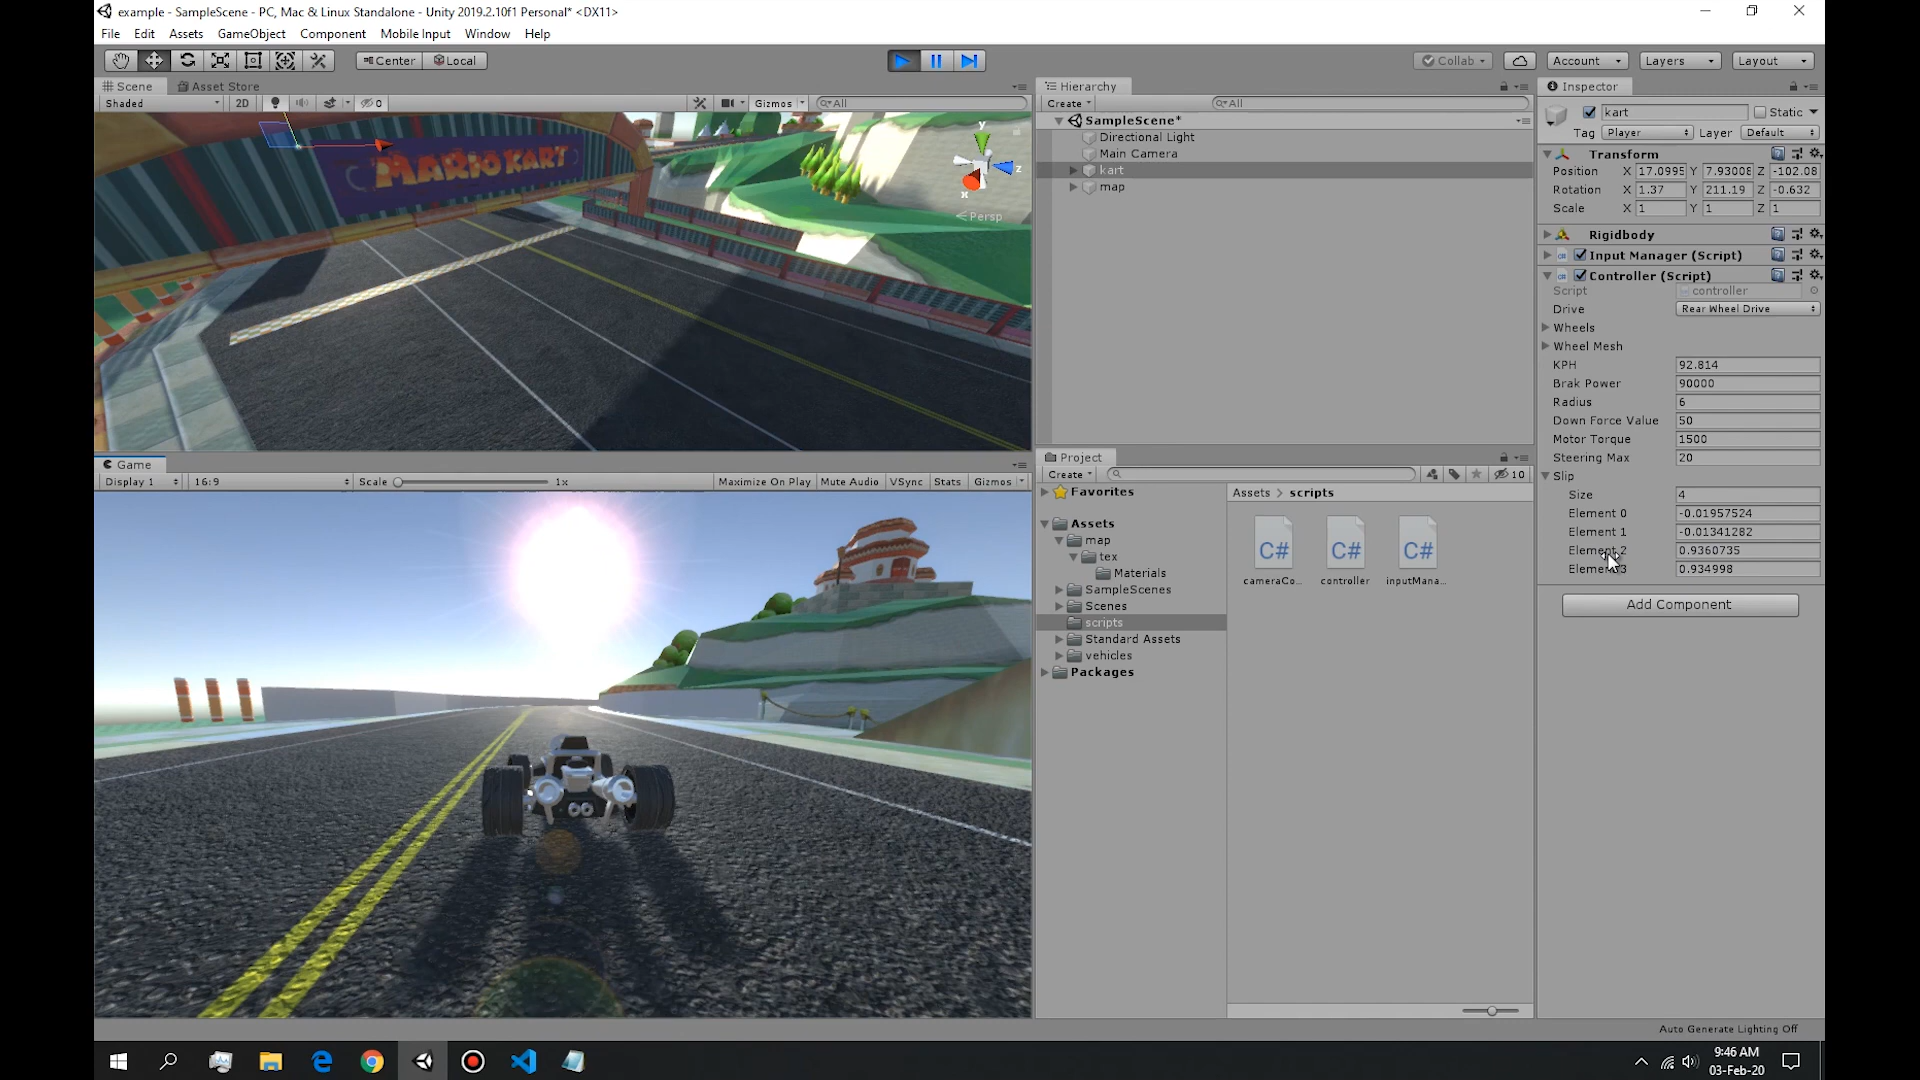 example - SampleScene - PC, Mac & Linux Standalone - Unity 2019.2.10f1 Personal* <DX11>
File Edit Assets GameObject Component Mobile Input Window Help
Center Local Collab Account Layers Layout
Scene Asset Store
Shaded 2D 0 Gizmos All
MARIO KART
y
z
x
Persp
Game
Display 1 16:9 Scale 1x Maximize On Play Mute Audio VSync Stats Gizmos
Hierarchy
Create All
SampleScene*
Directional Light
Main Camera
kart
map
Project
Create 10
Favorites
Assets
map
tex
Materials
SampleScenes
Scenes
scripts
Standard Assets
vehicles
Packages
Assets > scripts
C# C# C#
cameraCo... controller inputMana...
Inspector
kart Static
Tag Player Layer Default
Transform
Position X 17.0995 Y 7.93008 Z -102.08
Rotation X 1.37 Y 211.19 Z -0.632
Scale X 1 Y 1 Z 1
Rigidbody
Input Manager (Script)
Controller (Script)
Script controller
Drive Rear Wheel Drive
Wheels
Wheel Mesh
KPH 92.814
Brak Power 90000
Radius 6
Down Force Value 50
Motor Torque 1500
Steering Max 20
Slip
Size 4
Element 0 -0.01957524
Element 1 -0.01341282
Element 2 0.9360735
Element 3 0.934998
Add Component
Auto Generate Lighting Off
9:46 AM
03-Feb-20